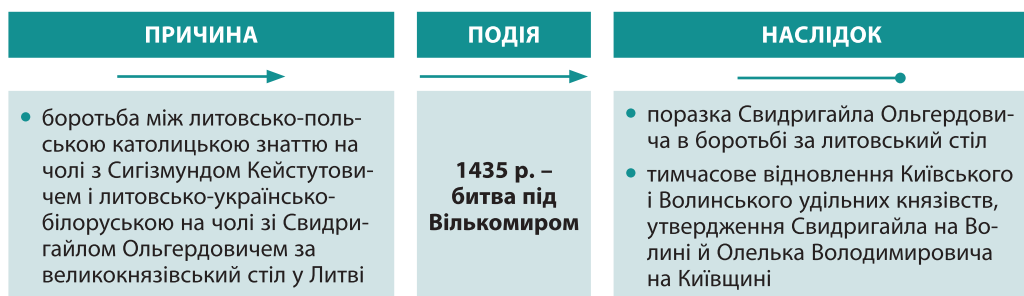 ПРИЧИНА
ПОДІЯ
НАСЛІДОК
• боротьба між литовсько-поль-
ською католицькою знаттю на
чолі з Сигізмундом Кейстутови-
чем і литовсько-українсько-
білоруською на чолі зі Свидри-
гайлом Ольгердовичем за
великокнязівський стіл у Литві
1435 р. –
битва під
Вількомиром
• поразка Свидригайла Ольгердови-
ча в боротьбі за литовський стіл
• тимчасове відновлення Київського
і Волинського удільних князівств,
утвердження Свидригайла на Во-
лині й Олелька Володимировича
на Київщині